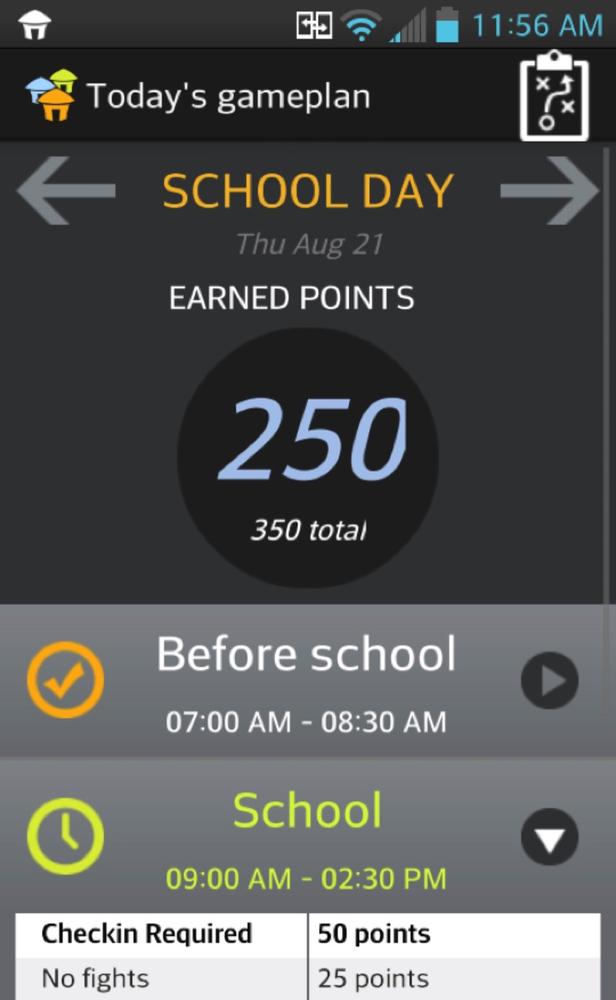 11:56 AM
Today's gameplan
SCHOOL DAY
Thu Aug 21
EARNED POINTS
250
350 total
Before school
07:00 AM - 08:30 AM
School
09:00 AM - 02:30 PM
Checkin Required 50 points
No fights 25 points